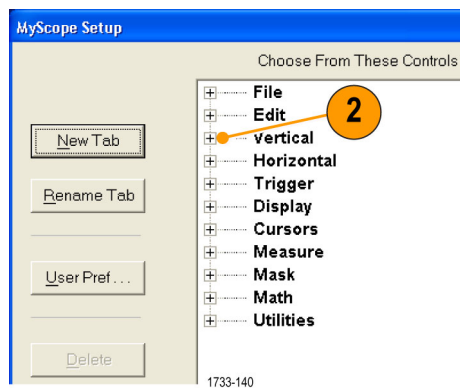 MyScope Setup
Choose From These Controls
File
Edit
2
Vertical
New Tab
Horizontal
Trigger
Rename Tab
Display
Cursors
Measure
User Pref . . .
Mask
Math
Utilities
Delete
1733-140